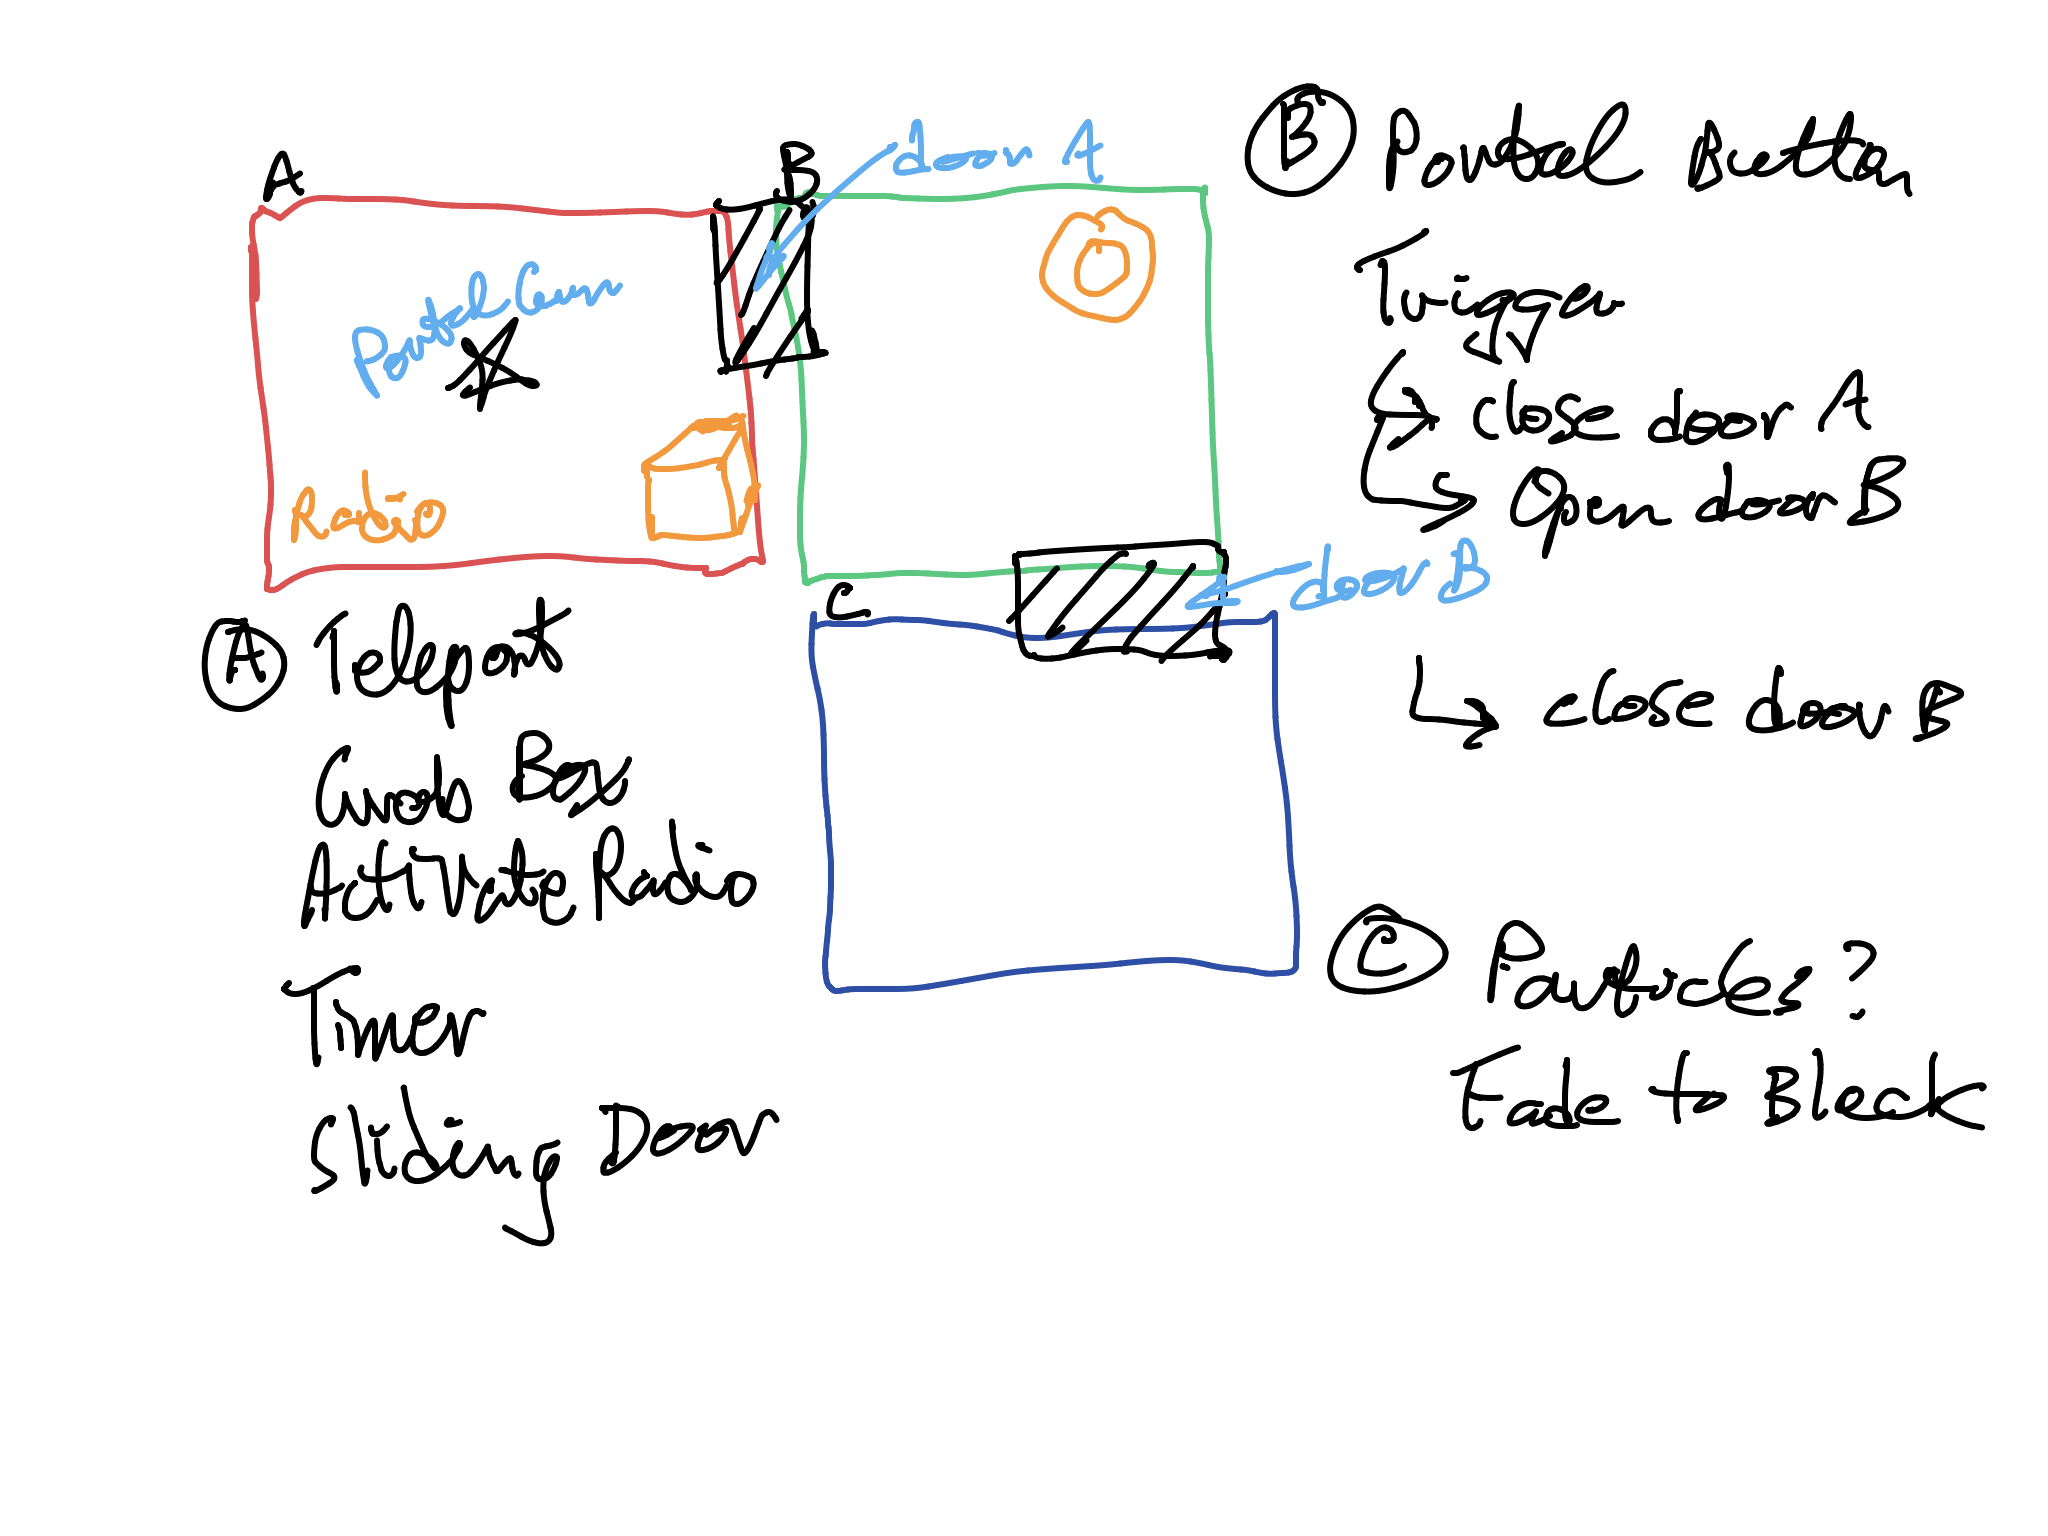 A
B
door A
Portal Gun
Radio
C
door B
A Teleport
Grab Box
Activate Radio
Timer
Sliding Door
B Portal Button
Trigger
close door A
Open door B
close door B
C Particles?
Fade to Black